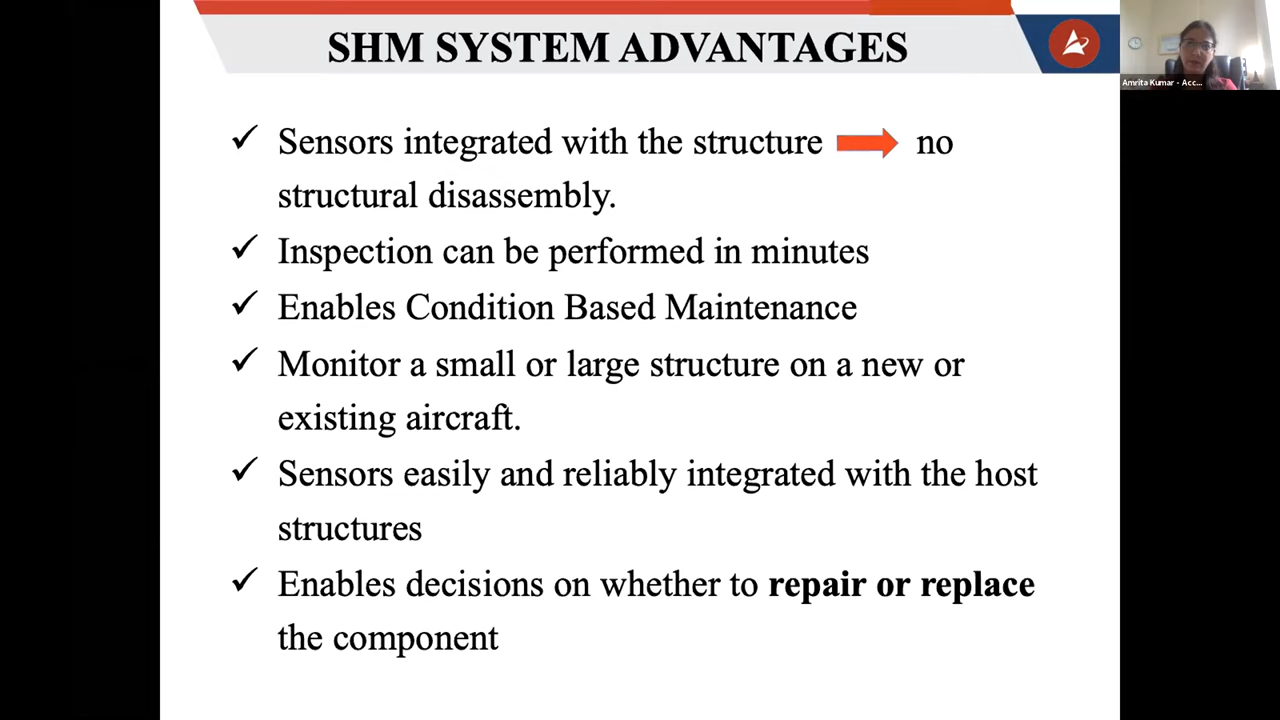 SHM SYSTEM ADVANTAGES
Amrita Kumar - Acc...
✓ Sensors integrated with the structure → no
structural disassembly.
✓ Inspection can be performed in minutes
✓ Enables Condition Based Maintenance
✓ Monitor a small or large structure on a new or
existing aircraft.
✓ Sensors easily and reliably integrated with the host
structures
✓ Enables decisions on whether to repair or replace
the component